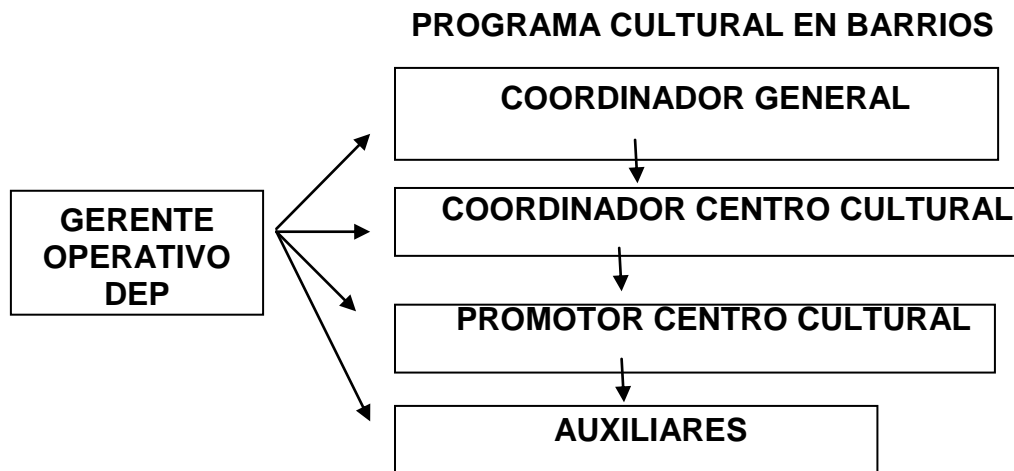 PROGRAMA CULTURAL EN BARRIOS
COORDINADOR GENERAL
GERENTE
OPERATIVO
DEP
COORDINADOR CENTRO CULTURAL
PROMOTOR CENTRO CULTURAL
AUXILIARES